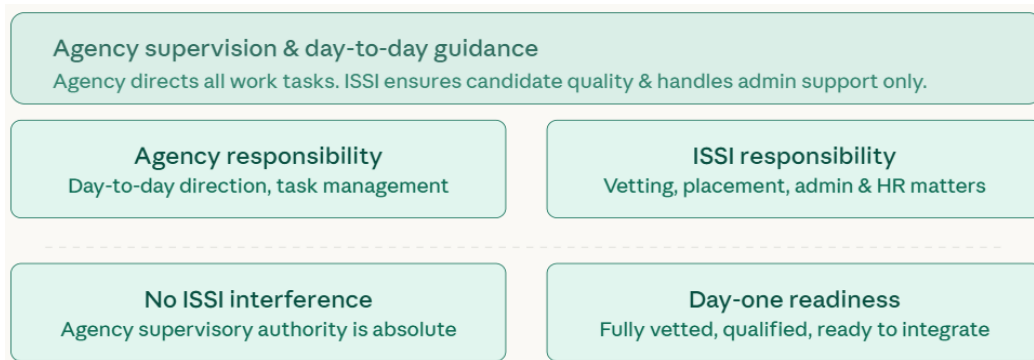 Agency supervision & day-to-day guidance
Agency directs all work tasks. ISSI ensures candidate quality & handles admin support only.
Agency responsibility
Day-to-day direction, task management
ISSI responsibility
Vetting, placement, admin & HR matters
No ISSI interference
Agency supervisory authority is absolute
Day-one readiness
Fully vetted, qualified, ready to integrate